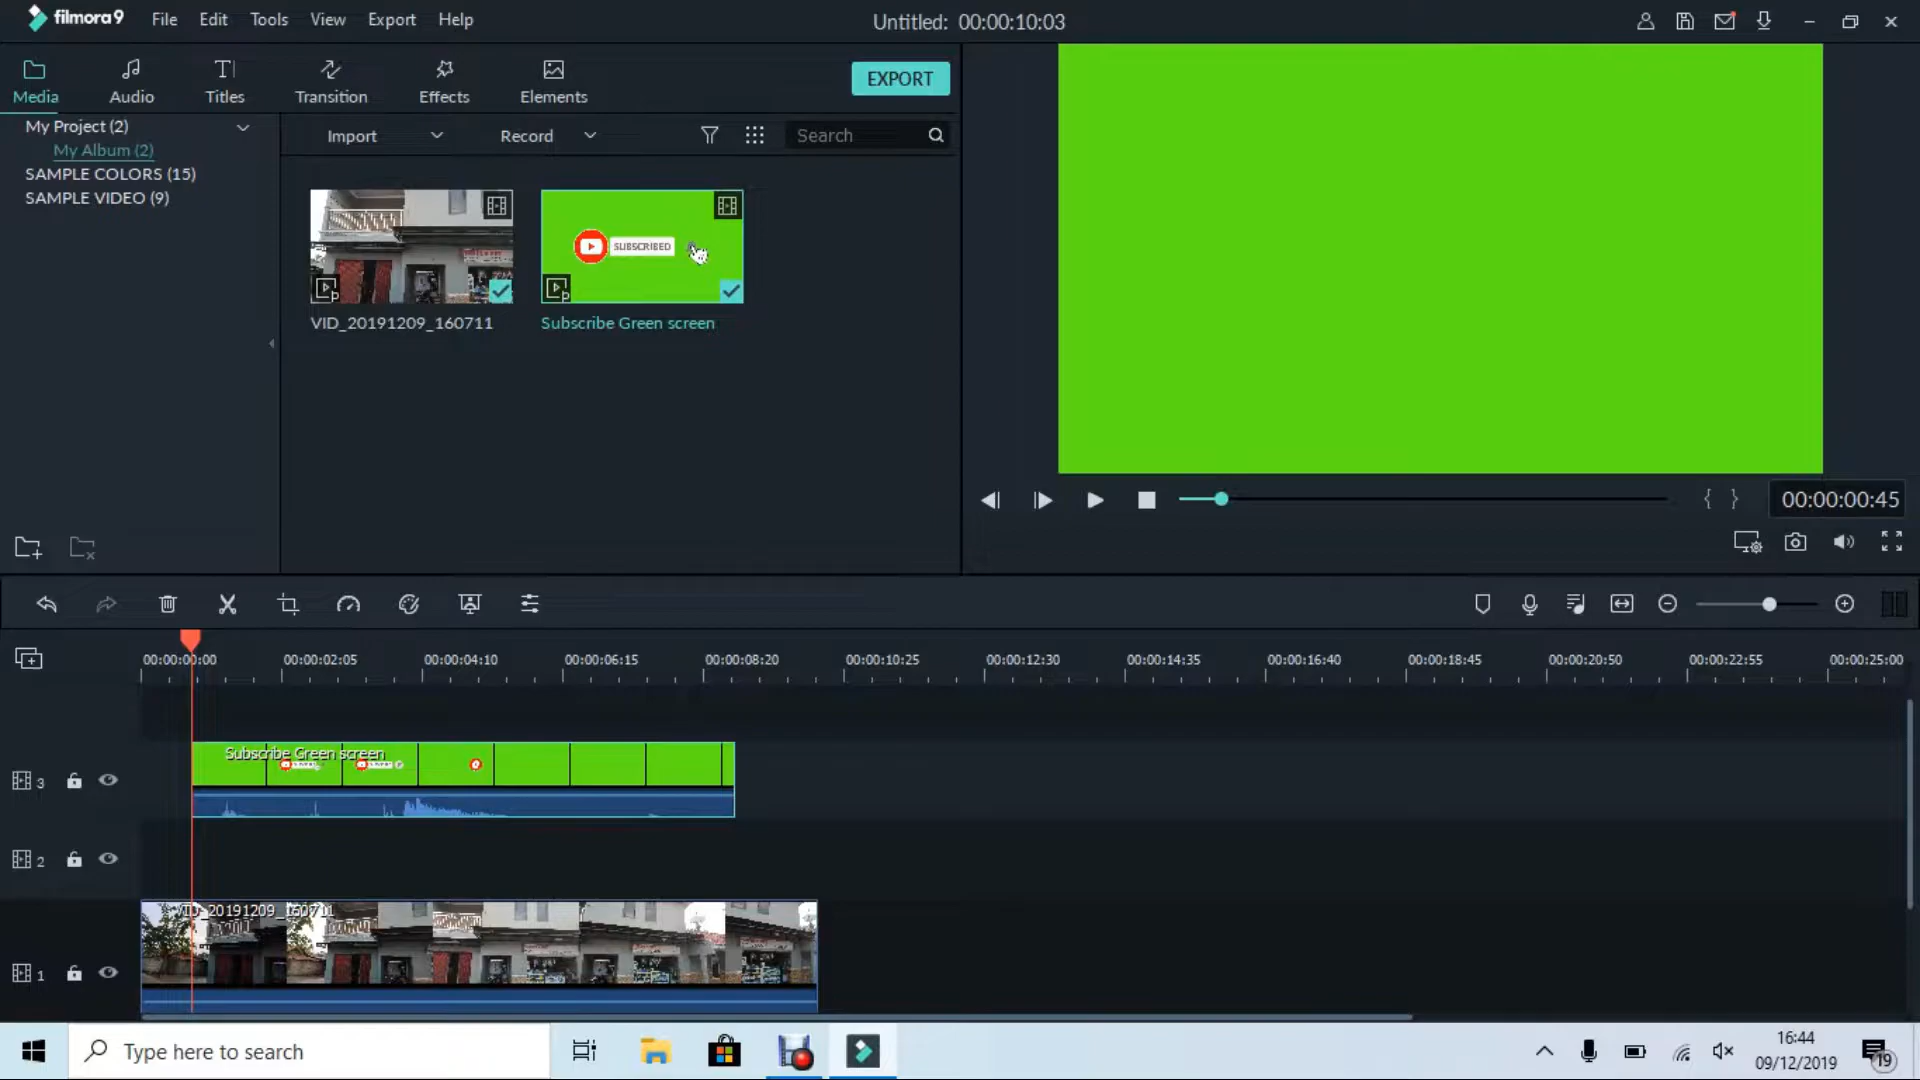 filmora9 File Edit Tools View Export Help Untitled: 00:00:10:03
Media Audio Titles Transition Effects Elements EXPORT
My Project (2) Import Record Search
My Album (2)
SAMPLE COLORS (15)
SAMPLE VIDEO (9)
SUBSCRIBED
VID_20191209_160711 Subscribe Green screen
00:00:00:45
00:00:00:00 00:00:02:05 00:00:04:10 00:00:06:15 00:00:08:20 00:00:10:25 00:00:12:30 00:00:14:35 00:00:16:40 00:00:18:45 00:00:20:50 00:00:22:55 00:00:25:00
Subscribe Green screen
3
2
VID_20191209_160711
1
Type here to search
16:44
09/12/2019
19